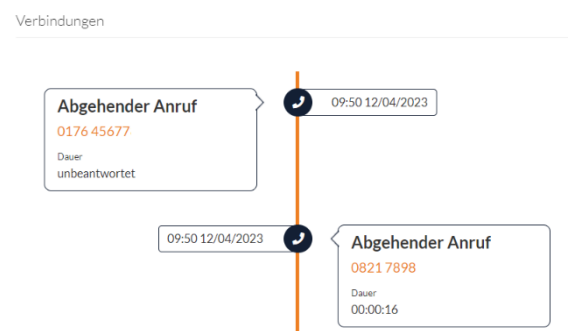 Verbindungen
Abgehender Anruf
0176 45677
Dauer
unbeantwortet
09:50 12/04/2023
09:50 12/04/2023
Abgehender Anruf
0821 7898
Dauer
00:00:16